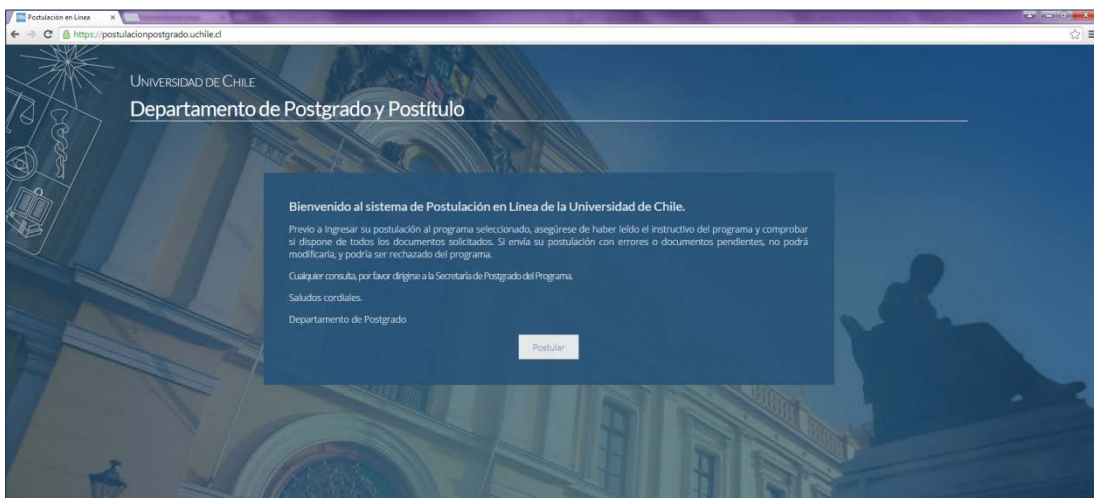 Postulación en Línea
https://postulacionpostgrado.uchile.cl
UNIVERSIDAD DE CHILE
Departamento de Postgrado y Postítulo
Bienvenido al sistema de Postulación en Línea de la Universidad de Chile.
Previo a ingresar su postulación al programa seleccionado, asegúrese de haber leído el instructivo del programa y comprobar
si dispone de todos los documentos solicitados. Si envía su postulación con errores o documentos pendientes, no podrá
modificarla, y podría ser rechazado del programa.
Cualquier consulta, por favor dirigirse a la Secretaría de Postgrado del Programa.
Saludos cordiales.
Departamento de Postgrado
Postular